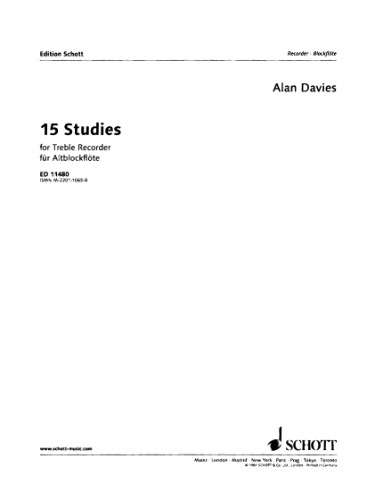 Edition Schott
Recorder · Blockflöte
Alan Davies
15 Studies
for Treble Recorder
für Altblockflöte
ED 11480
www.schott-music.com
SCHOTT
Mainz · London · Madrid · New York · Paris · Prag · Tokyo · Toronto